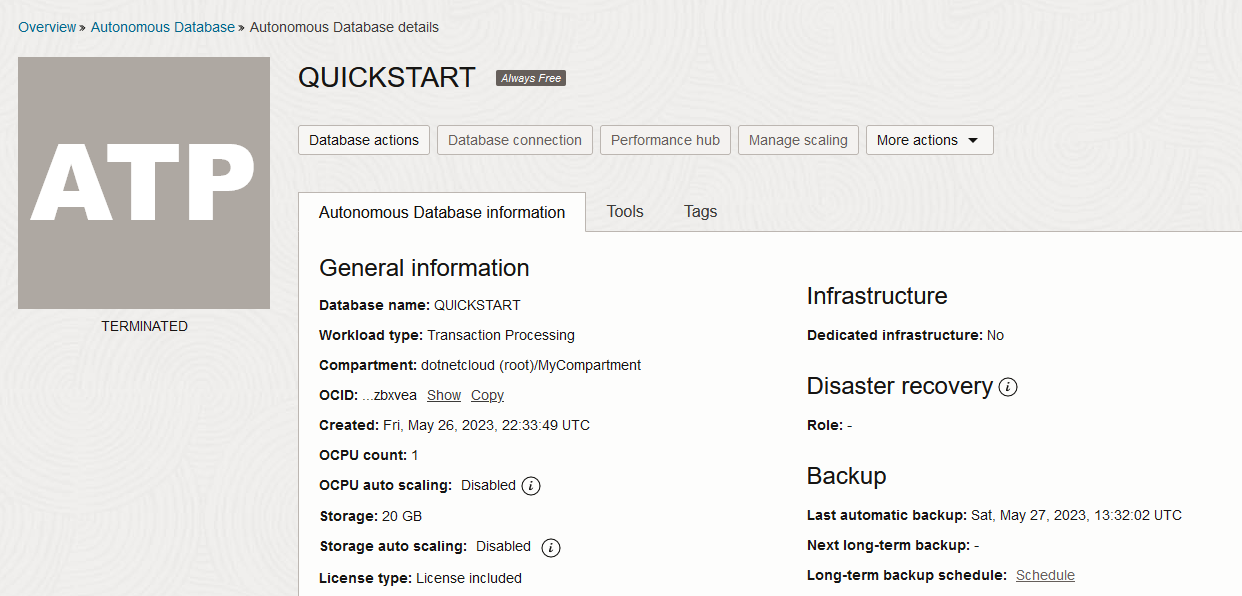 Overview » Autonomous Database » Autonomous Database details
ATP
TERMINATED
QUICKSTART Always Free
Database actions Database connection Performance hub Manage scaling More actions
Autonomous Database information Tools Tags
General information
Database name: QUICKSTART
Workload type: Transaction Processing
Compartment: dotnetcloud (root)/MyCompartment
OCID: ...zbxvea Show Copy
Created: Fri, May 26, 2023, 22:33:49 UTC
OCPU count: 1
OCPU auto scaling: Disabled i
Storage: 20 GB
Storage auto scaling: Disabled i
License type: License included
Infrastructure
Dedicated infrastructure: No
Disaster recovery i
Role: -
Backup
Last automatic backup: Sat, May 27, 2023, 13:32:02 UTC
Next long-term backup: -
Long-term backup schedule: Schedule